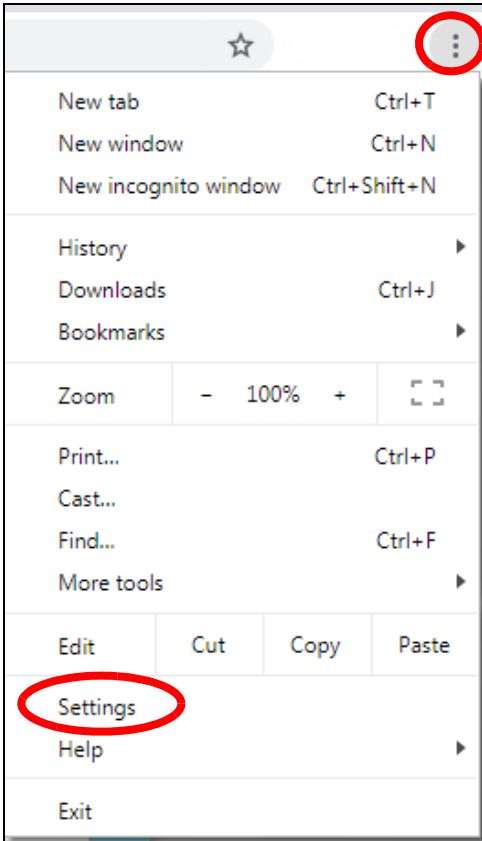 New tab Ctrl+T
New window Ctrl+N
New incognito window Ctrl+Shift+N
History
Downloads Ctrl+J
Bookmarks
Zoom - 100% +
Print... Ctrl+P
Cast...
Find... Ctrl+F
More tools
Edit Cut Copy Paste
Settings
Help
Exit